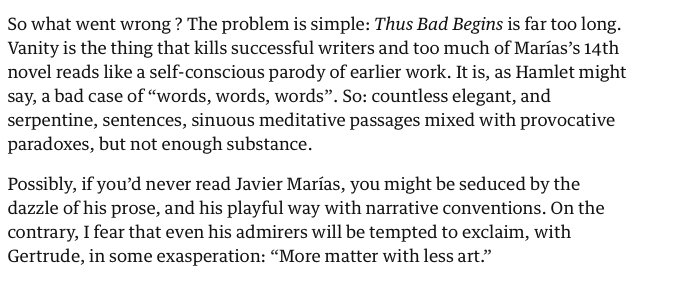 So what went wrong ? The problem is simple: Thus Bad Begins is far too long.
Vanity is the thing that kills successful writers and too much of Marías’s 14th
novel reads like a self-conscious parody of earlier work. It is, as Hamlet might
say, a bad case of “words, words, words”. So: countless elegant, and
serpentine, sentences, sinuous meditative passages mixed with provocative
paradoxes, but not enough substance.
Possibly, if you’d never read Javier Marías, you might be seduced by the
dazzle of his prose, and his playful way with narrative conventions. On the
contrary, I fear that even his admirers will be tempted to exclaim, with
Gertrude, in some exasperation: “More matter with less art.”